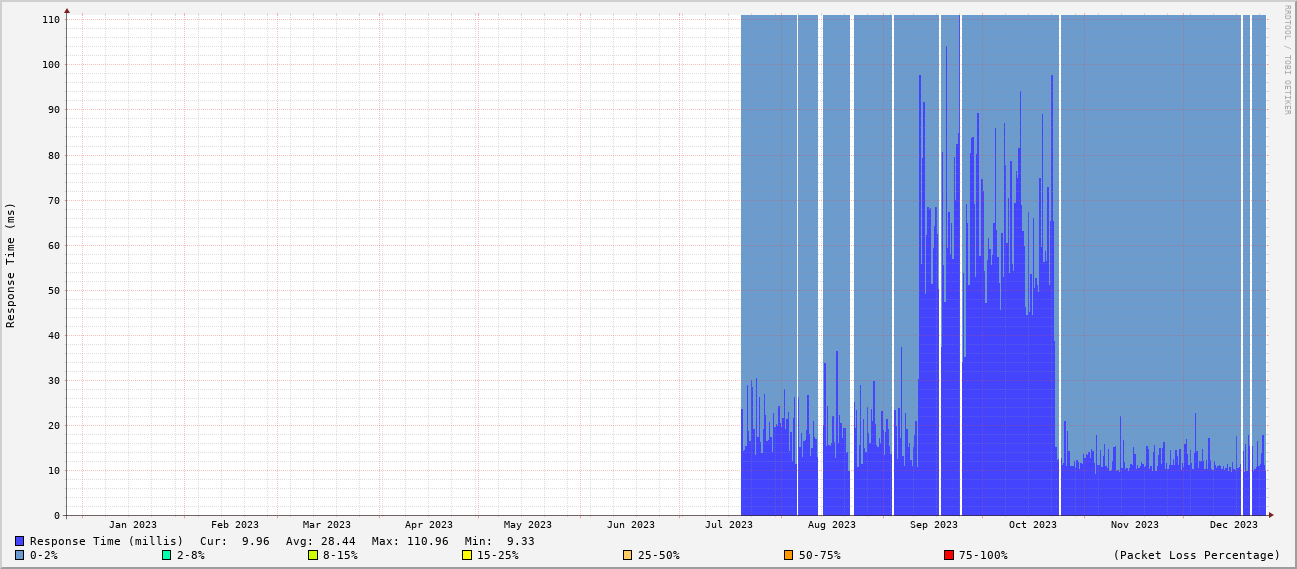 RRDTOOL / TOBI OETIKER
Response Time (ms)
110
100
90
80
70
60
50
40
30
20
10
0
Jan 2023 Feb 2023 Mar 2023 Apr 2023 May 2023 Jun 2023 Jul 2023 Aug 2023 Sep 2023 Oct 2023 Nov 2023 Dec 2023
Response Time (millis) Cur: 9.96 Avg: 28.44 Max: 110.96 Min: 9.33
0-2% 2-8% 8-15% 15-25% 25-50% 50-75% 75-100% (Packet Loss Percentage)